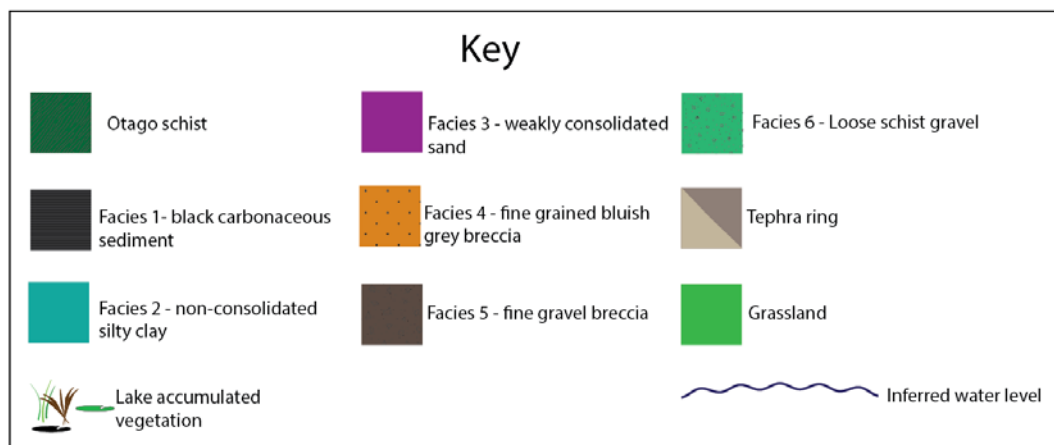 Key
Otago schist
Facies 3 - weakly consolidated
sand
Facies 6 - Loose schist gravel
Facies 1- black carbonaceous
sediment
Facies 4 - fine grained bluish
grey breccia
Tephra ring
Facies 2 - non-consolidated
silty clay
Facies 5 - fine gravel breccia
Grassland
Lake accumulated
vegetation
Inferred water level